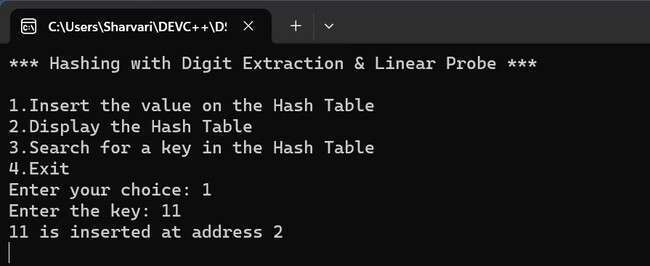 C:\Users\Sharvari\DEVC++\DS
*** Hashing with Digit Extraction & Linear Probe ***
1.Insert the value on the Hash Table
2.Display the Hash Table
3.Search for a key in the Hash Table
4.Exit
Enter your choice: 1
Enter the key: 11
11 is inserted at address 2